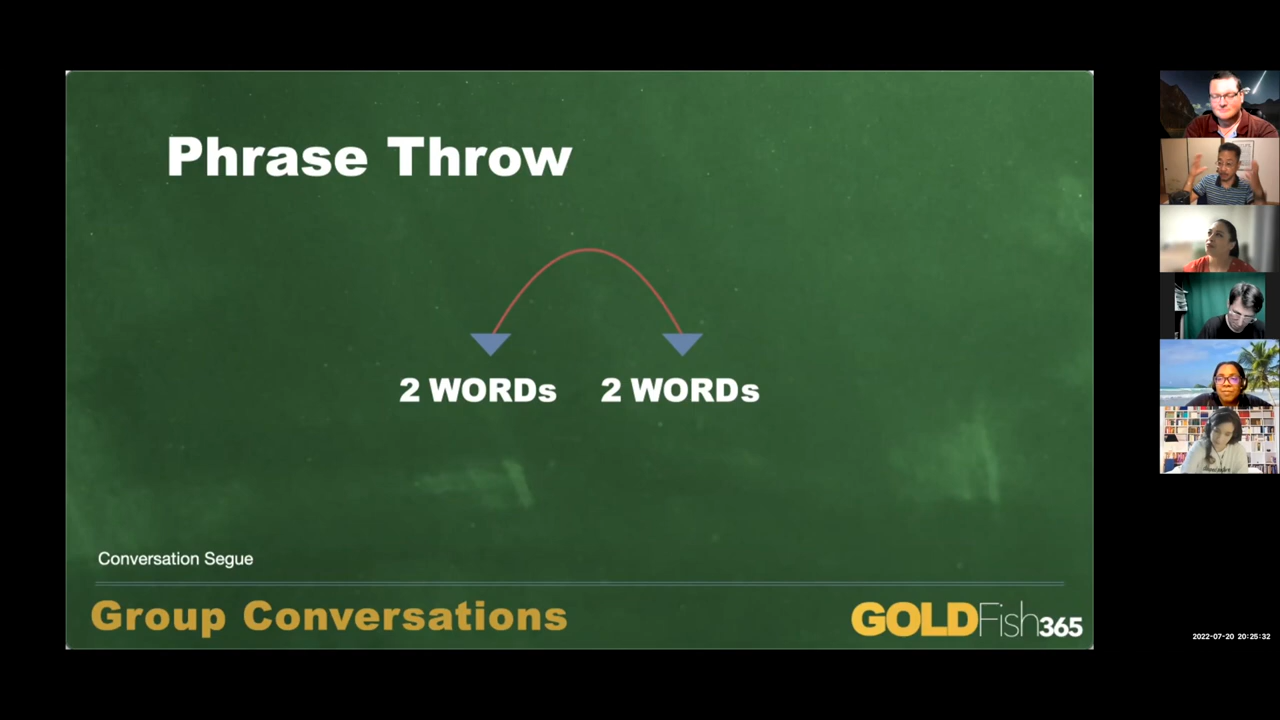 Phrase Throw
2 WORDs 2 WORDs
Conversation Segue
Group Conversations
GOLDFish365
2022-07-20 20:25:32